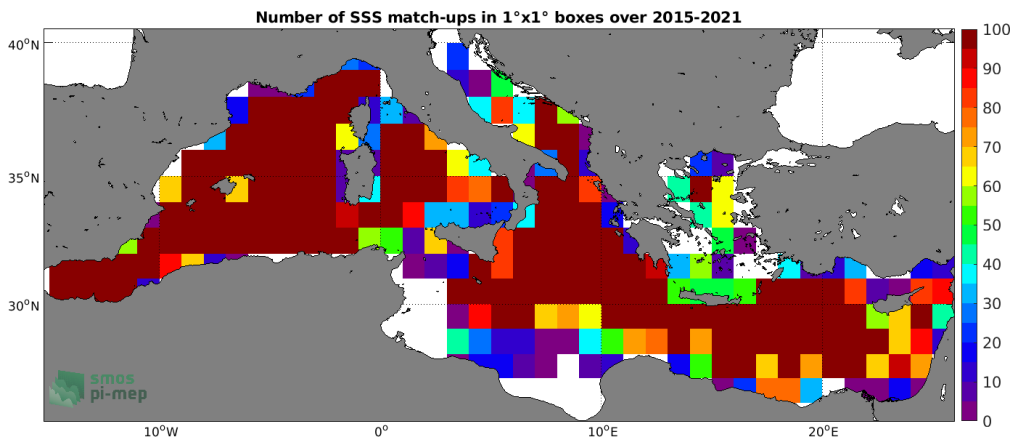 Number of SSS match-ups in 1°x1° boxes over 2015-2021
40°N
35°N
30°N
10°W
0°
10°E
20°E
100
90
80
70
60
50
40
30
20
10
0
smos
pi-mep